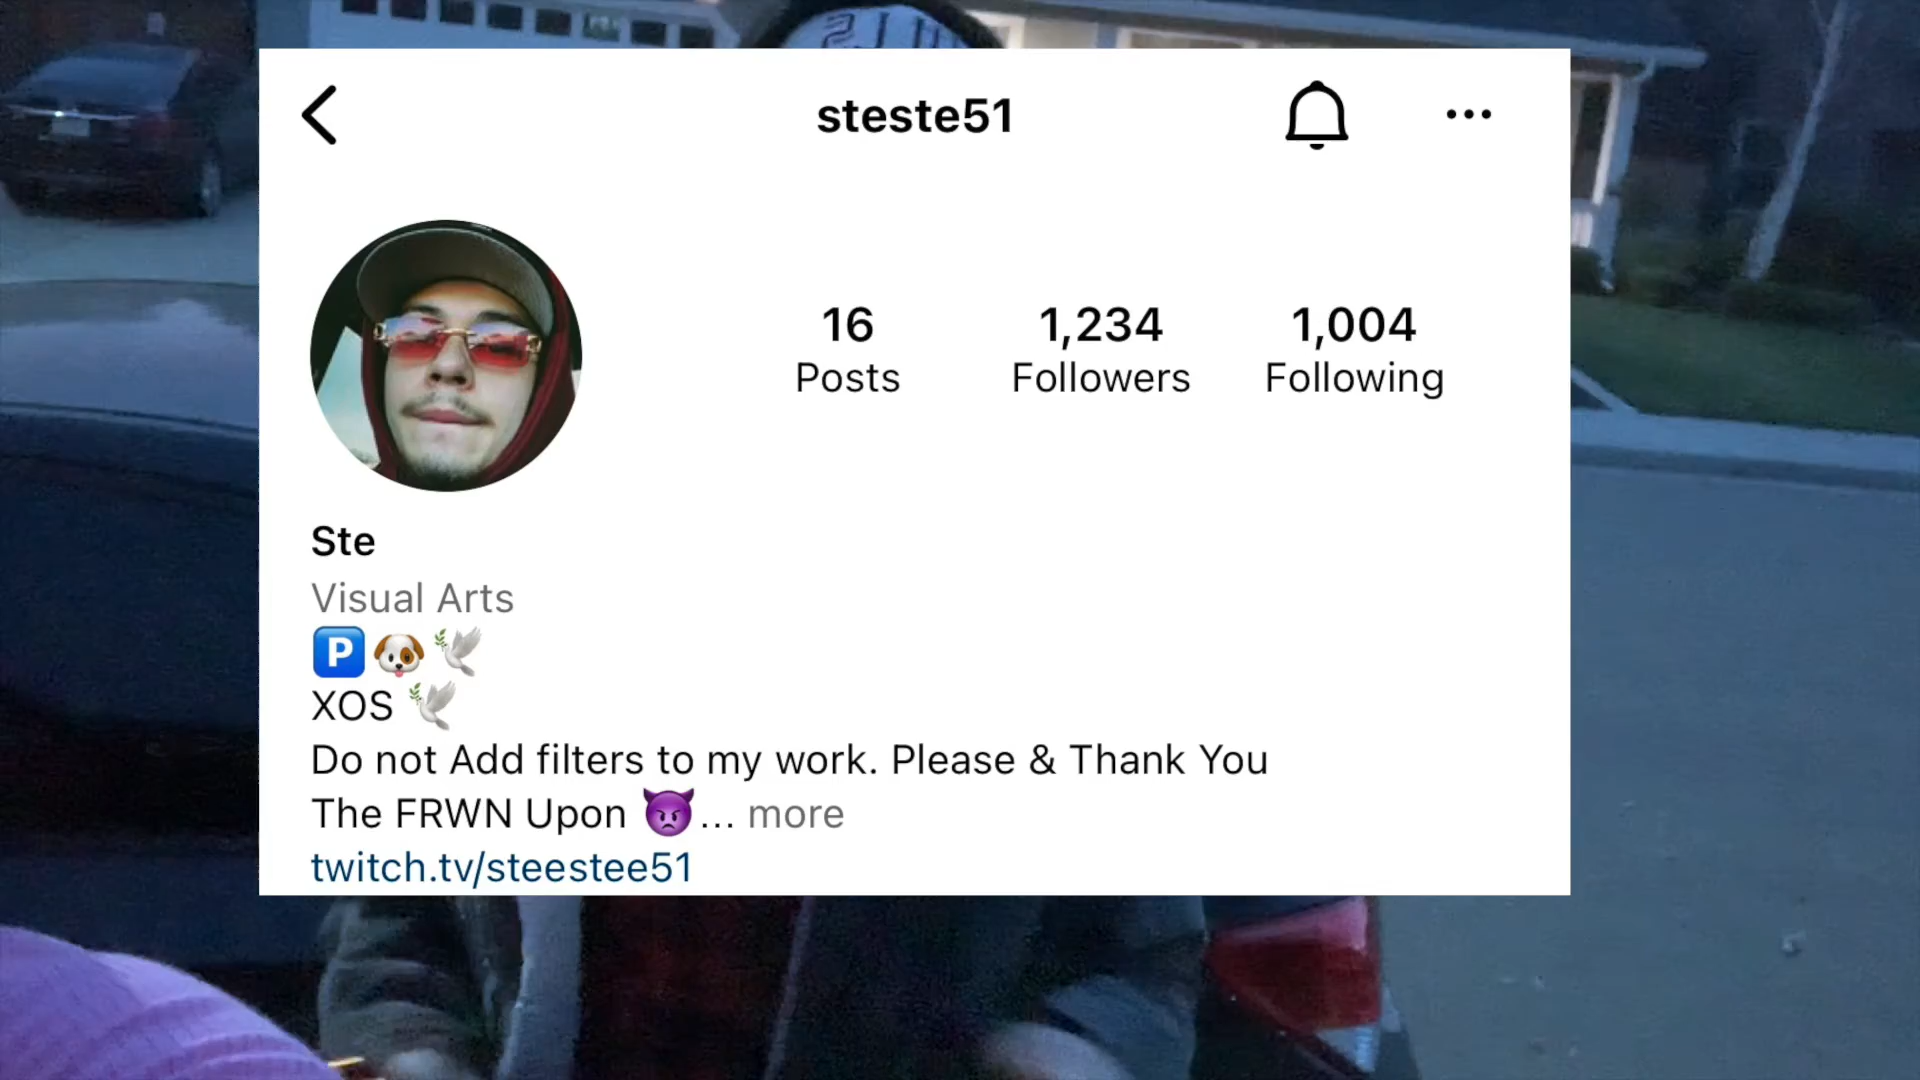 steste51
16 1,234 1,004
Posts Followers Following
Ste
Visual Arts
🅿️🐶🕊️
XOS 🕊️
Do not Add filters to my work. Please & Thank You
The FRWN Upon 👿... more
twitch.tv/steestee51